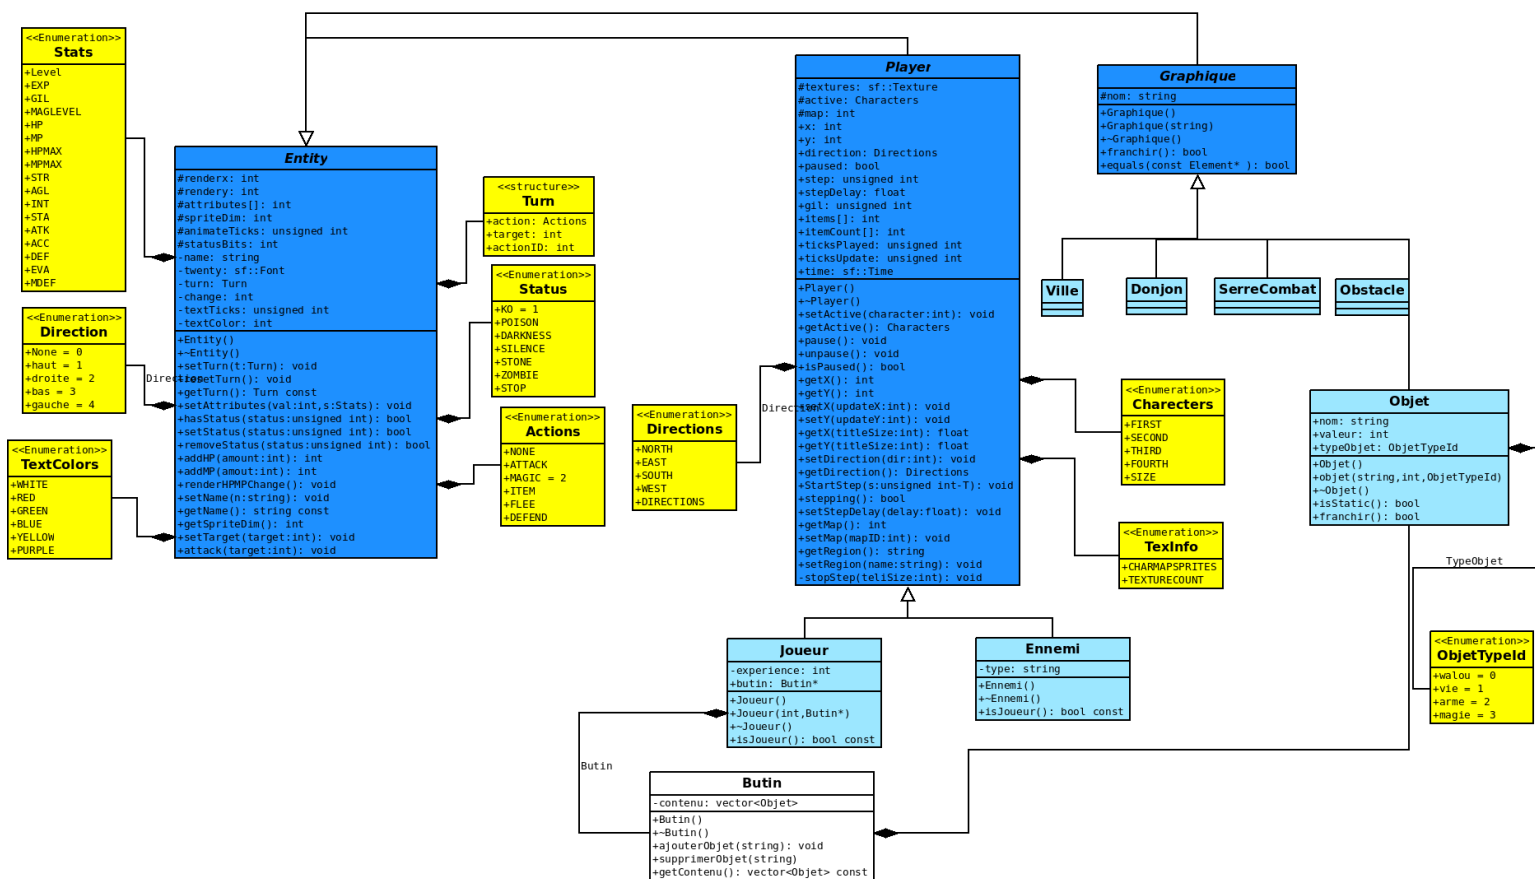 <<Enumeration>>
Stats
+Level
+EXP
+GIL
+MAGLEVEL
+HP
+MP
+HPMAX
+MPMAX
+STR
+AGL
+INT
+STA
+ATK
+ACC
+DEF
+EVA
+MDEF
<<Enumeration>>
Direction
+None = 0
+haut = 1
+droite = 2
+bas = 3
+gauche = 4
<<Enumeration>>
TextColors
+WHITE
+RED
+GREEN
+BLUE
+YELLOW
+PURPLE
Direction
Entity
#renderx: int
#rendery: int
#attributes[]: int
#spriteDim: int
#animateTicks: unsigned int
#statusBits: int
-name: string
-twenty: sf::Font
-turn: Turn
-change: int
-textTicks: unsigned int
-textColor: int
+Entity()
+~Entity()
+setTurn(t:Turn): void
+resetTurn(): void
+getTurn(): Turn const
+setAttributes(val:int,s:Stats): void
+hasStatus(status:unsigned int): bool
+setStatus(status:unsigned int): bool
+removeStatus(status:unsigned int): bool
+addHP(amount:int): int
+addMP(amout:int): int
+renderHPMPChange(): void
+setName(n:string): void
+getName(): string const
+getSpriteDim(): int
+setTarget(target:int): void
+attack(target:int): void
<<structure>>
Turn
+action: Actions
+target: int
+actionID: int
<<Enumeration>>
Status
+KO = 1
+POISON
+DARKNESS
+SILENCE
+STONE
+ZOMBIE
+STOP
<<Enumeration>>
Actions
+NONE
+ATTACK
+MAGIC = 2
+ITEM
+FLEE
+DEFEND
<<Enumeration>>
Directions
+NORTH
+EAST
+SOUTH
+WEST
+DIRECTIONS
Direction
Player
#textures: sf::Texture
#active: Characters
#map: int
+x: int
+y: int
+direction: Directions
+paused: bool
+step: unsigned int
+stepDelay: float
+gil: unsigned int
+items[]: int
+itemCount[]: int
+ticksPlayed: unsigned int
+ticksUpdate: unsigned int
+time: sf::Time
+Player()
+~Player()
+setActive(character:int): void
+getActive(): Characters
+pause(): void
+unpause(): void
+isPaused(): bool
+getX(): int
+getY(): int
+setX(updateX:int): void
+setY(updateY:int): void
+getX(titleSize:int): float
+getY(titleSize:int): float
+setDirection(dir:int): void
+getDirection(): Directions
+StartStep(s:unsigned int-T): void
+stepping(): bool
+setStepDelay(delay:float): void
+getMap(): int
+setMap(mapID:int): void
+getRegion(): string
+setRegion(name:string): void
-stopStep(teliSize:int): void
Graphique
#nom: string
+Graphique()
+Graphique(string)
+~Graphique()
+franchir(): bool
+equals(const Element* ): bool
Ville
Donjon
SerreCombat
Obstacle
<<Enumeration>>
Charecters
+FIRST
+SECOND
+THIRD
+FOURTH
+SIZE
<<Enumeration>>
TexInfo
+CHARMAPSPRITES
+TEXTURECOUNT
Objet
+nom: string
+valeur: int
+typeObjet: ObjetTypeId
+Objet()
+objet(string,int,ObjetTypeId)
+~Objet()
+isStatic(): bool
+franchir(): bool
TypeObjet
<<Enumeration>>
ObjetTypeId
+walou = 0
+vie = 1
+arme = 2
+magie = 3
Joueur
-experience: int
+butin: Butin*
+Joueur()
+Joueur(int,Butin*)
+~Joueur()
+isJoueur(): bool const
Ennemi
-type: string
+Ennemi()
+~Ennemi()
+isJoueur(): bool const
Butin
Butin
-contenu: vector<Objet>
+Butin()
+~Butin()
+ajouterObjet(string): void
+supprimerObjet(string)
+getContenu(): vector<Objet> const